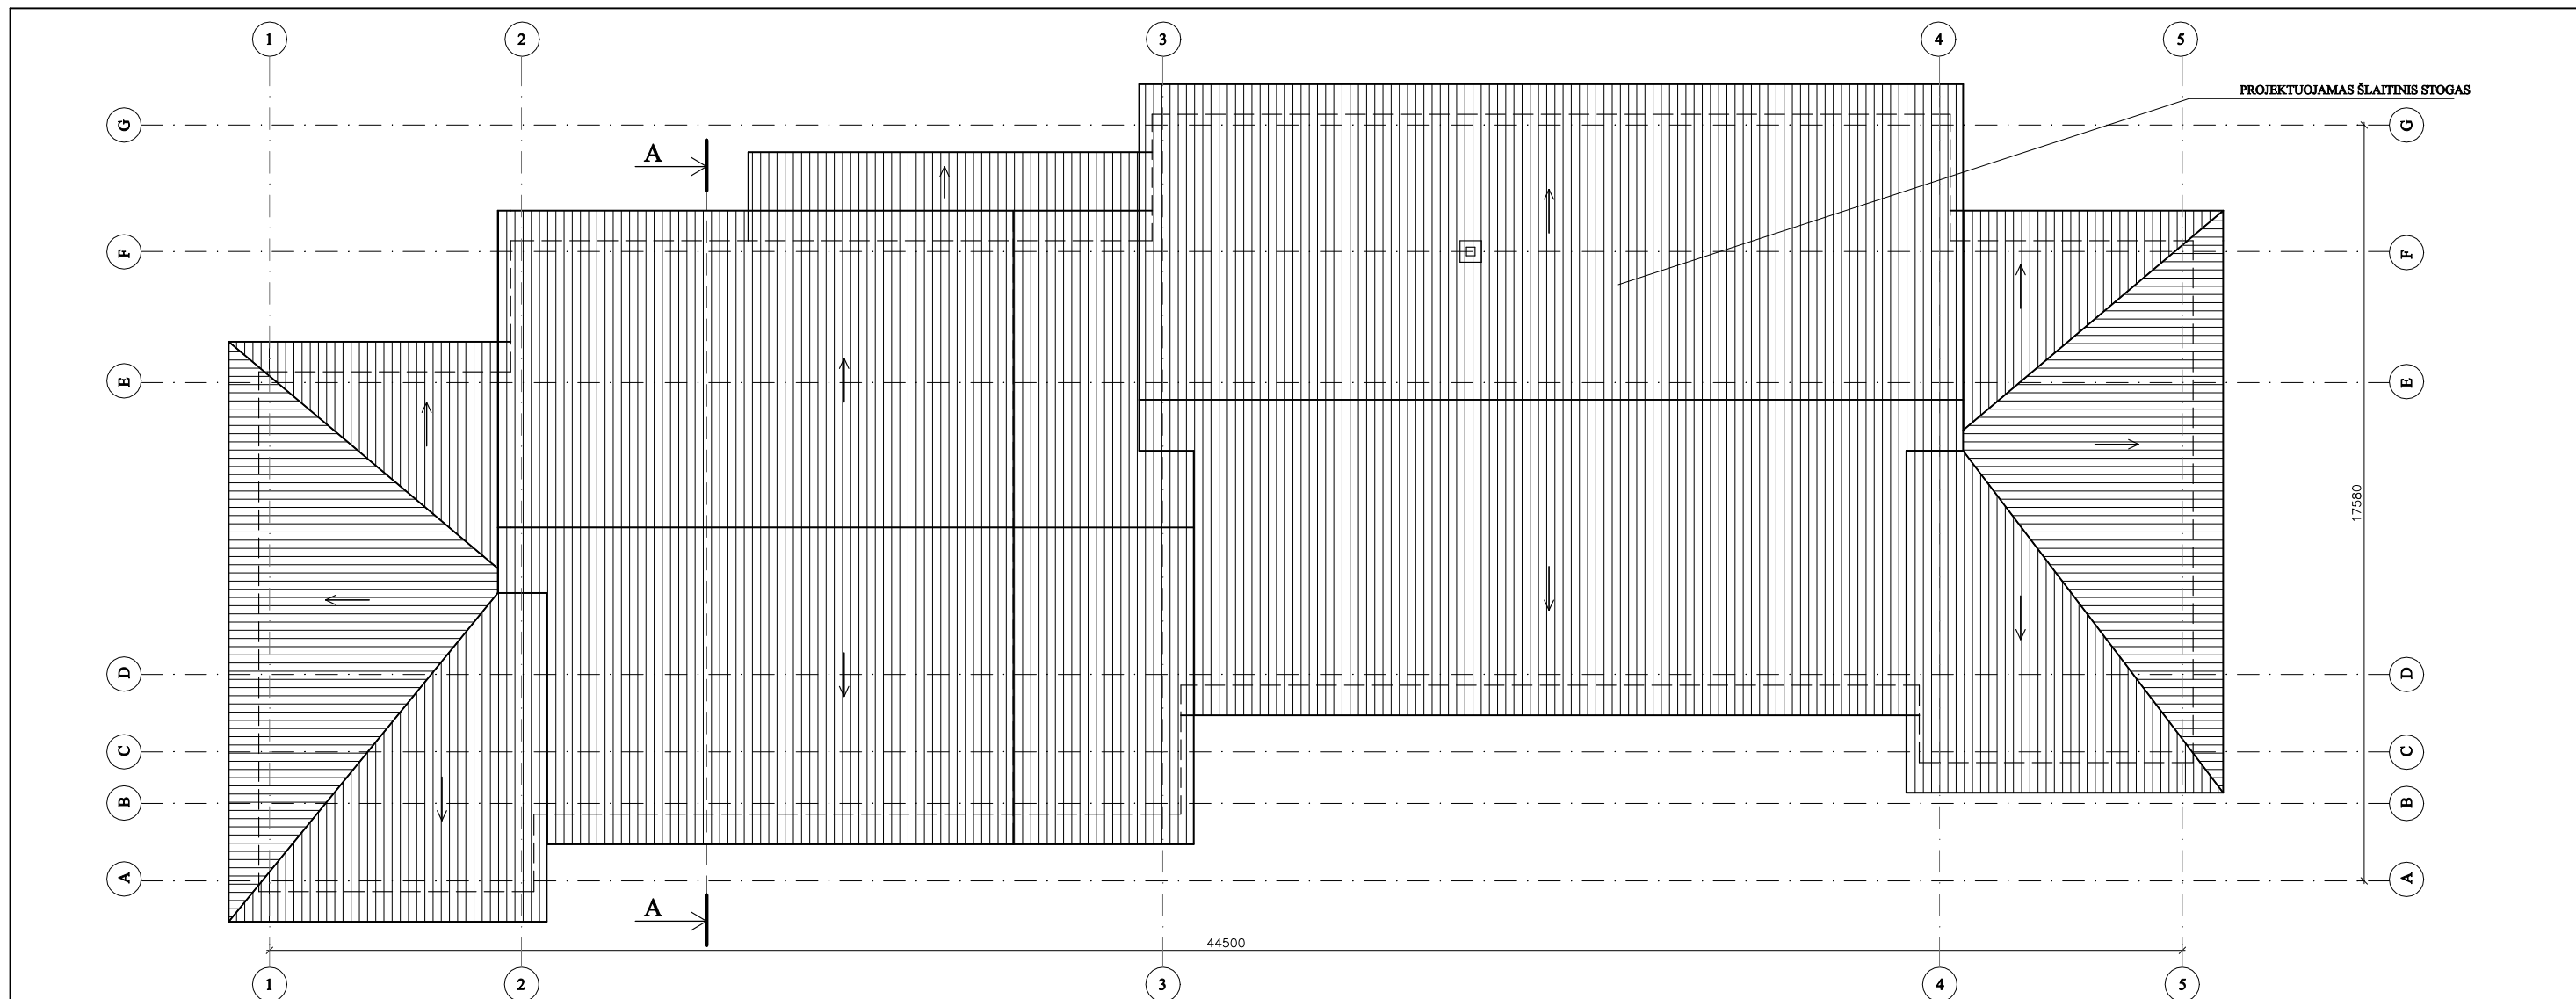 1 2 3 4 5
PROJEKTUOJAMAS ŠLAITINIS STOGAS
G G
A
F F
E E
17580
D D
C C
B B
A A
A
44500
1 2 3 4 5